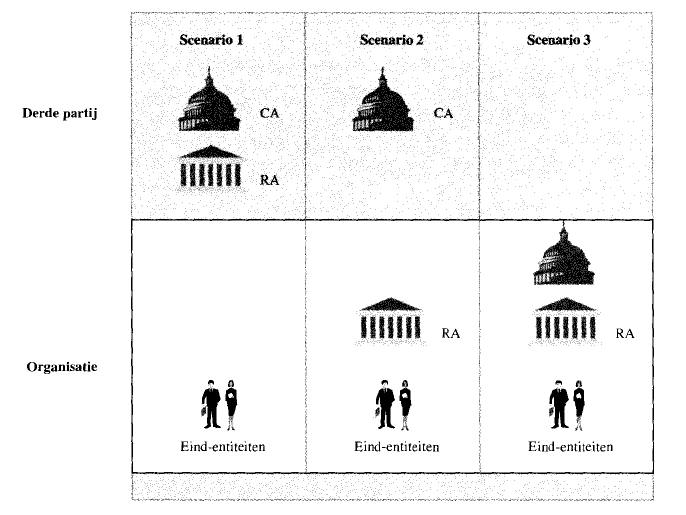 Scenario 1 Scenario 2 Scenario 3
Derde partij CA CA
RA
RA RA
Organisatie
Eind-entiteiten Eind-entiteiten Eind-entiteiten